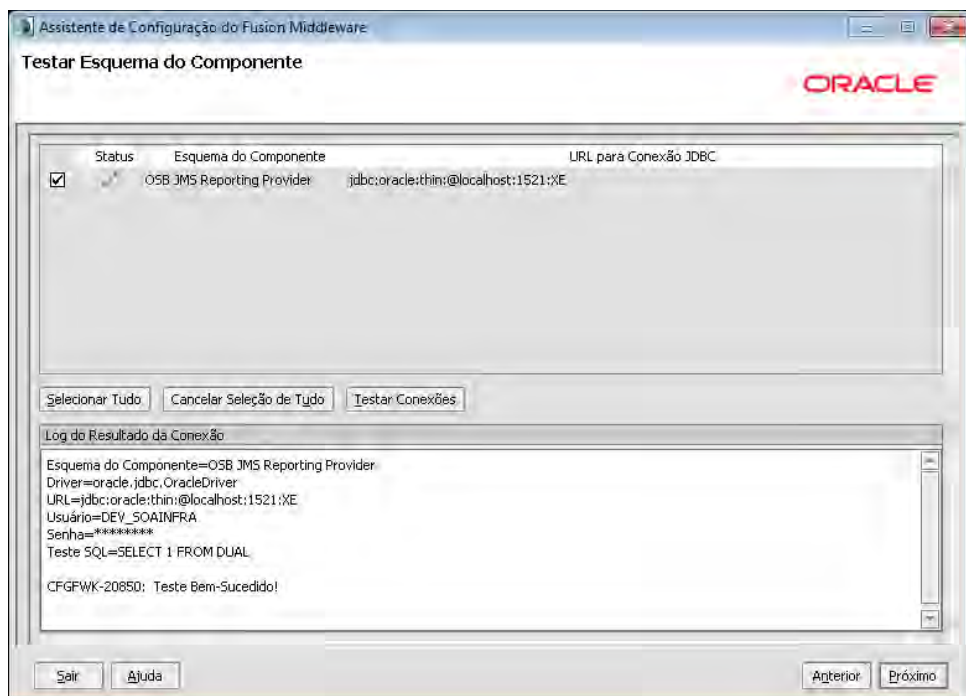 Assistente de Configuração do Fusion Middleware
Testar Esquema do Componente
ORACLE
Status Esquema do Componente URL para Conexão JDBC
OSB JMS Reporting Provider jdbc:oracle:thin:@localhost:1521:XE
Selecionar Tudo Cancelar Seleção de Tudo Testar Conexões
Log do Resultado da Conexão
Esquema do Componente=OSB JMS Reporting Provider
Driver=oracle.jdbc.OracleDriver
URL=jdbc:oracle:thin:@localhost:1521:XE
Usuário=DEV_SOAINFRA
Senha=********
Teste SQL=SELECT 1 FROM DUAL
CFGFWK-20850: Teste Bem-Sucedido!
Sair Ajuda Anterior Próximo